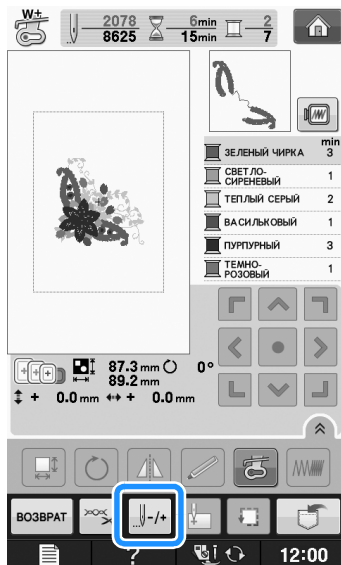 W+
2078 6min 2
8625 15min 7
min
ЗЕЛЕНЫЙ ЧИРКА 3
СВЕТЛО-
СИРЕНЕВЫЙ 1
ТЕПЛЫЙ СЕРЫЙ 2
ВАСИЛЬКОВЫЙ 1
ПУРПУРНЫЙ 3
ТЕМНО-
РОЗОВЫЙ 1
87.3 mm 0°
89.2 mm
+ 0.0 mm + 0.0 mm
ВОЗВРАТ -/+
? 12:00